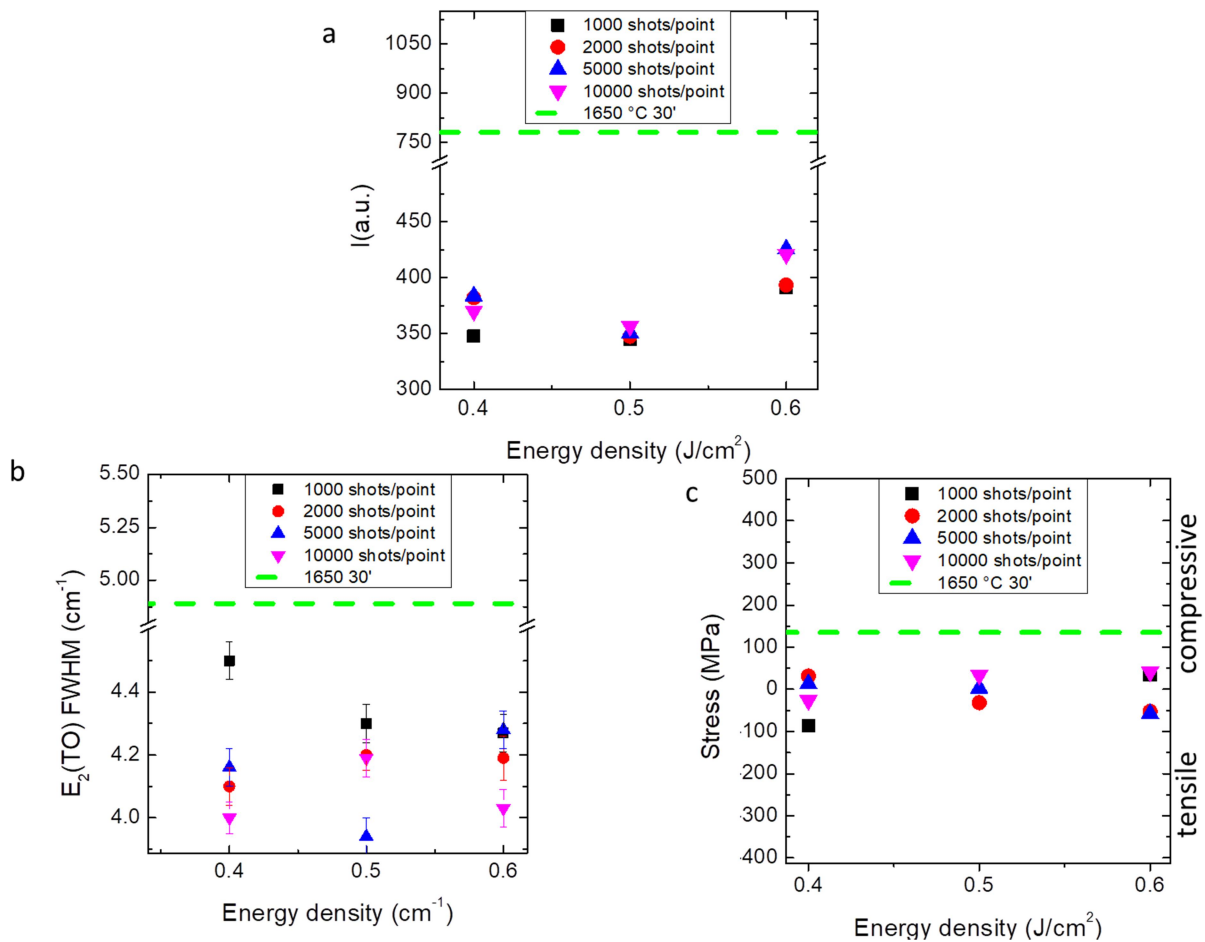 a
1000 shots/point
2000 shots/point
5000 shots/point
10000 shots/point
1650 °C 30'
1050
900
750
450
400
350
300
I(a.u.)
0.4 0.5 0.6
Energy density (J/cm²)
b
5.50
5.25
5.00
4.4
4.2
4.0
E₂(TO) FWHM (cm⁻¹)
1000 shots/point
2000 shots/point
5000 shots/point
10000 shots/point
1650 30'
0.4 0.5 0.6
Energy density (cm⁻¹)
c
500
400
300
200
100
0
-100
-200
-300
-400
Stress (MPa)
1000 shots/point
2000 shots/point
5000 shots/point
10000 shots/point
1650 °C 30'
compressive
tensile
0.4 0.5 0.6
Energy density (J/cm²)